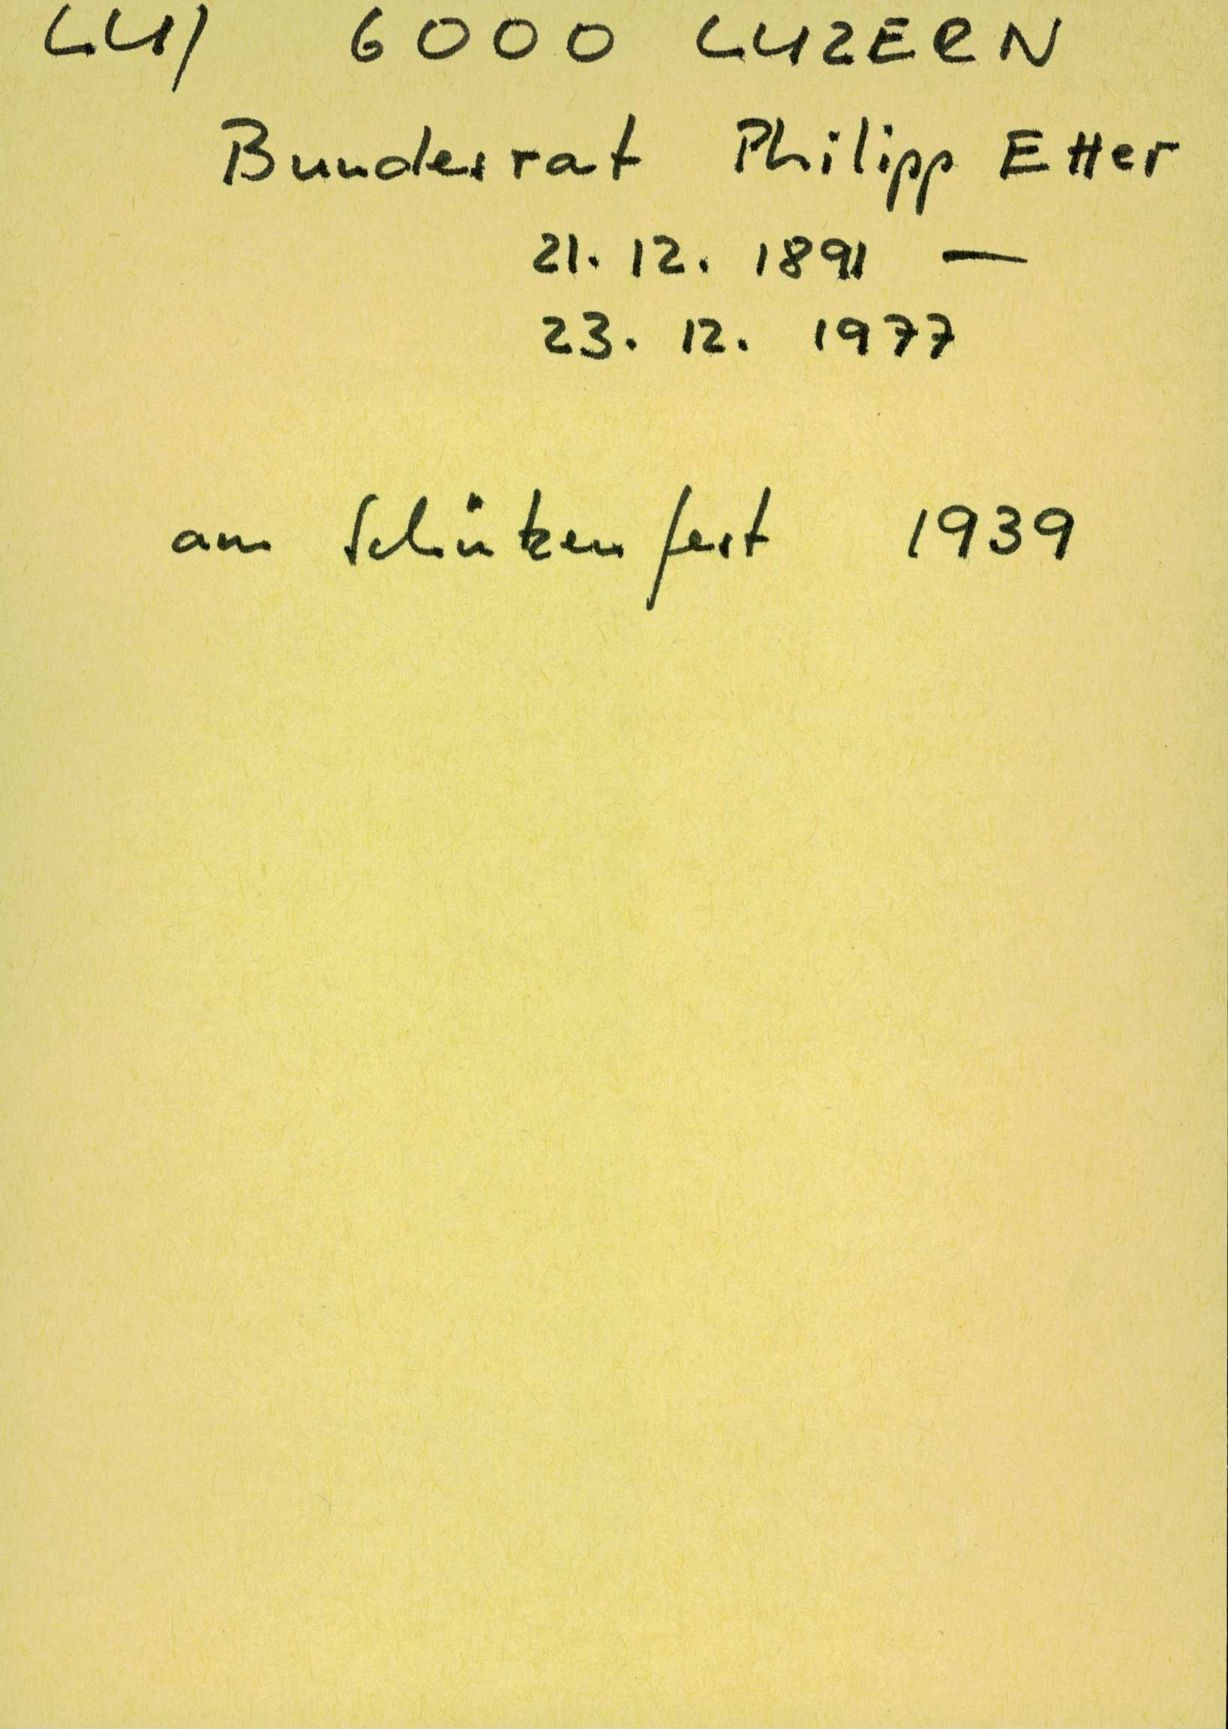 LU) 6000 LUZERN
Bundesrat Philipp Etter
21. 12. 1891 —
23. 12. 1977
am Schützenfest 1939